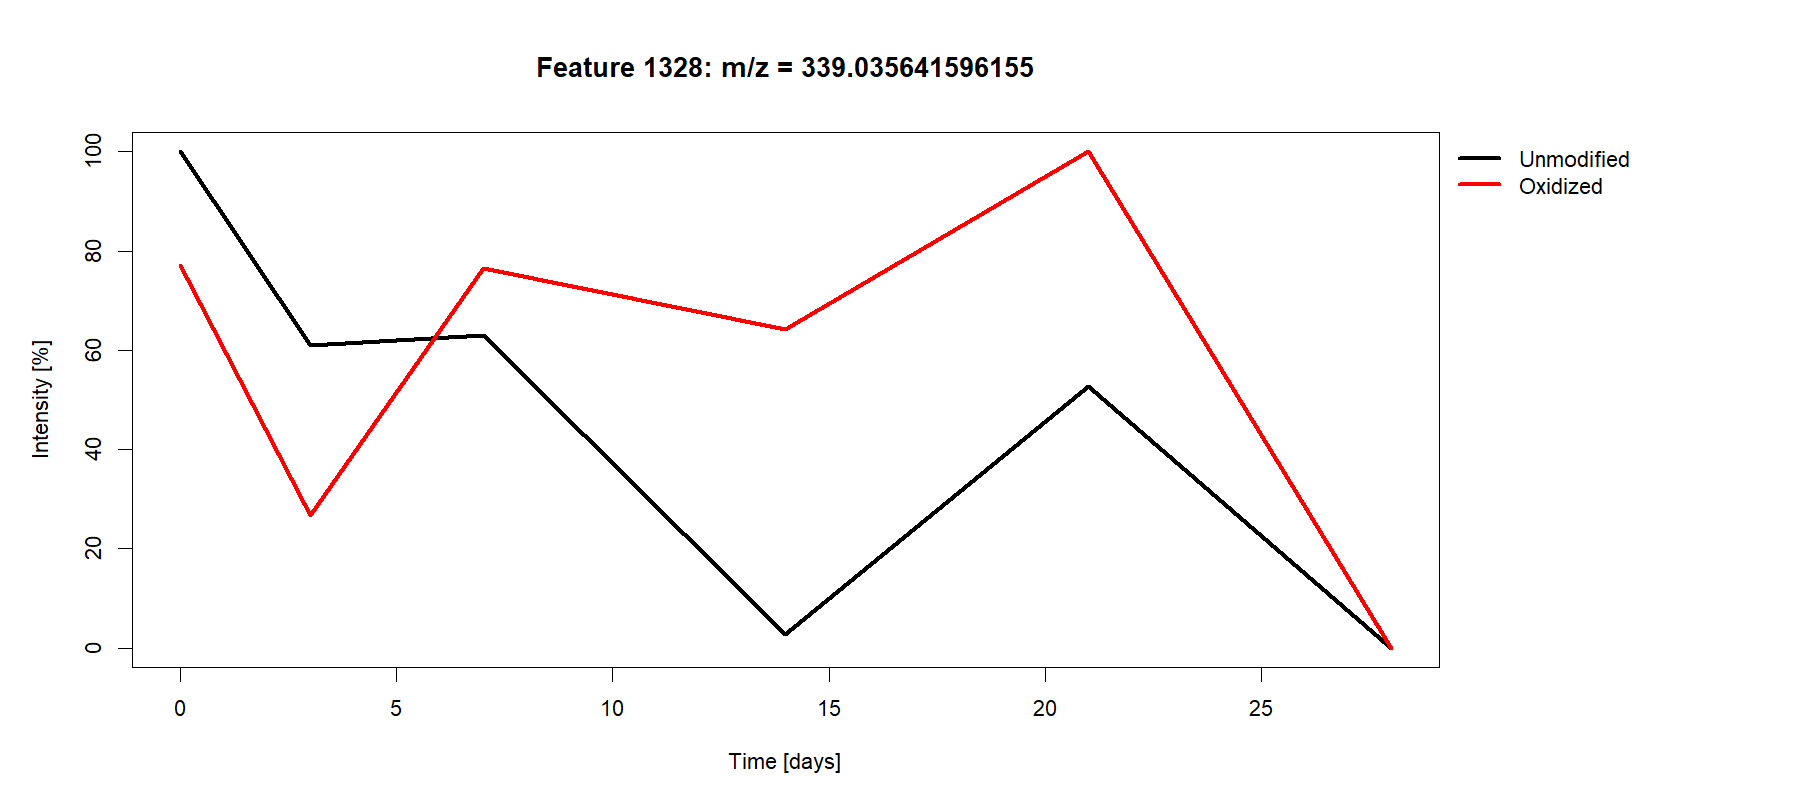 Feature 1328: m/z = 339.035641596155
Unmodified
Oxidized
Intensity [%]
100
80
60
40
20
0
0 5 10 15 20 25
Time [days]